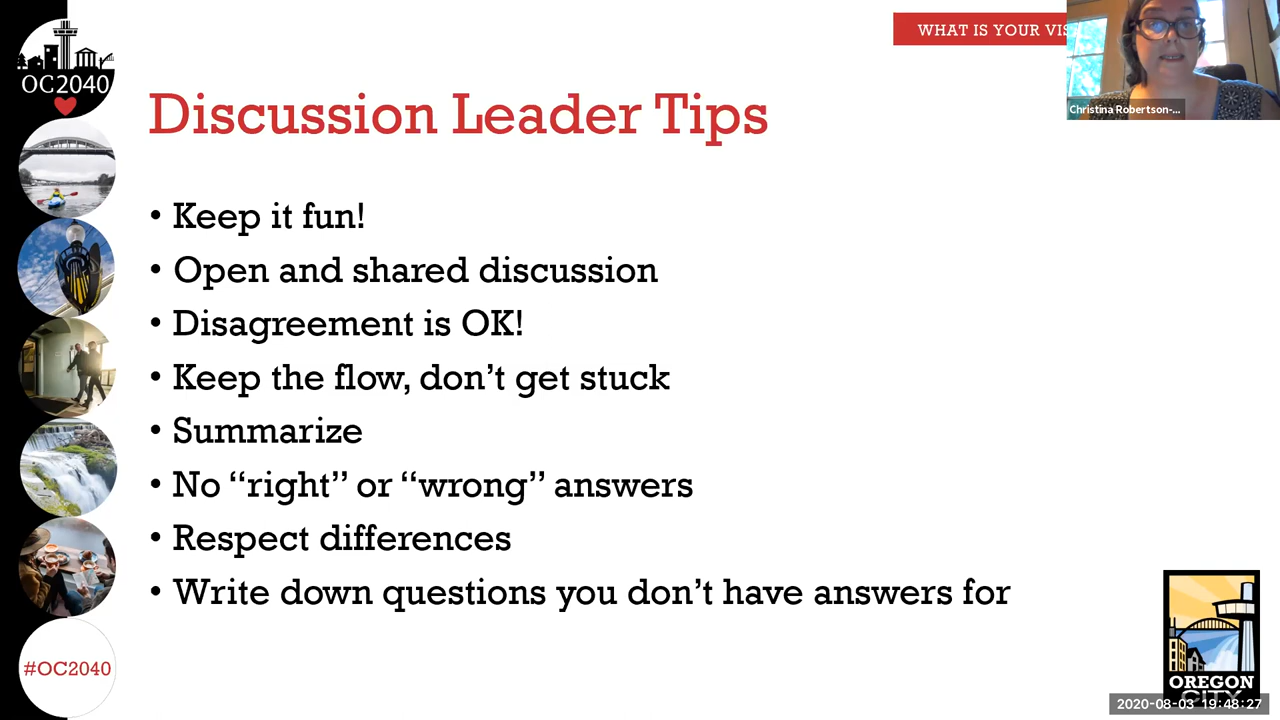 WHAT IS YOUR
OC2040
Christina Robertson-...
Discussion Leader Tips
• Keep it fun!
• Open and shared discussion
• Disagreement is OK!
• Keep the flow, don’t get stuck
• Summarize
• No “right” or “wrong” answers
• Respect differences
• Write down questions you don’t have answers for
#OC2040
OREGON
CITY
2020-08-03 19:48:27